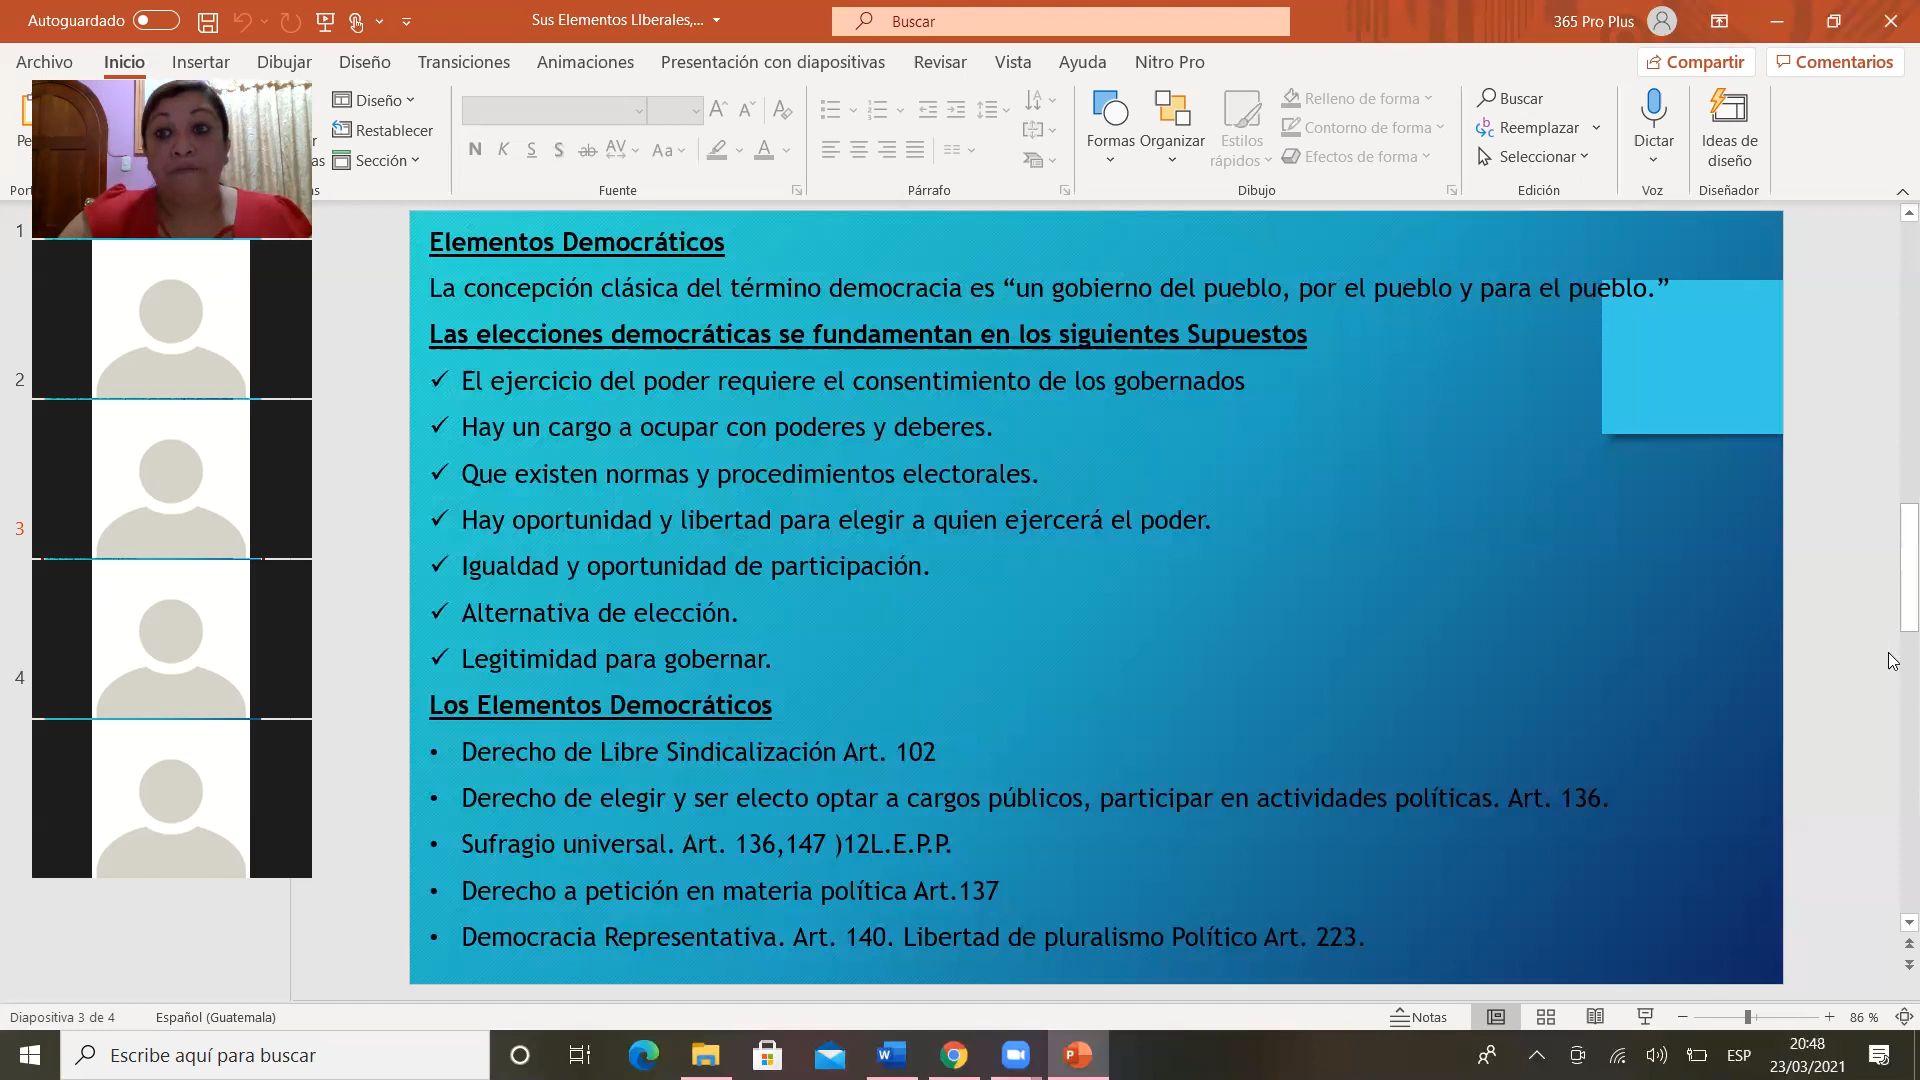 Autoguardado
Sus Elementos LIberales,...
Buscar
365 Pro Plus
Archivo
Inicio
Insertar
Dibujar
Diseño
Transiciones
Animaciones
Presentación con diapositivas
Revisar
Vista
Ayuda
Nitro Pro
Compartir
Comentarios
Diseño
Restablecer
Sección
N K S S ab AV Aa A
Fuente
Párrafo
Formas
Organizar
Estilos
rápidos
Relleno de forma
Contorno de forma
Efectos de forma
Dibujo
Buscar
Reemplazar
Seleccionar
Edición
Dictar
Voz
Ideas de
diseño
Diseñador
1
2
3
4
Elementos Democráticos
La concepción clásica del término democracia es “un gobierno del pueblo, por el pueblo y para el pueblo.”
Las elecciones democráticas se fundamentan en los siguientes Supuestos
✓ El ejercicio del poder requiere el consentimiento de los gobernados
✓ Hay un cargo a ocupar con poderes y deberes.
✓ Que existen normas y procedimientos electorales.
✓ Hay oportunidad y libertad para elegir a quien ejercerá el poder.
✓ Igualdad y oportunidad de participación.
✓ Alternativa de elección.
✓ Legitimidad para gobernar.
Los Elementos Democráticos
• Derecho de Libre Sindicalización Art. 102
• Derecho de elegir y ser electo optar a cargos públicos, participar en actividades políticas. Art. 136.
• Sufragio universal. Art. 136,147 )12L.E.P.P.
• Derecho a petición en materia política Art.137
• Democracia Representativa. Art. 140. Libertad de pluralismo Político Art. 223.
Diapositiva 3 de 4
Español (Guatemala)
Notas
86 %
Escribe aquí para buscar
ESP
20:48
23/03/2021